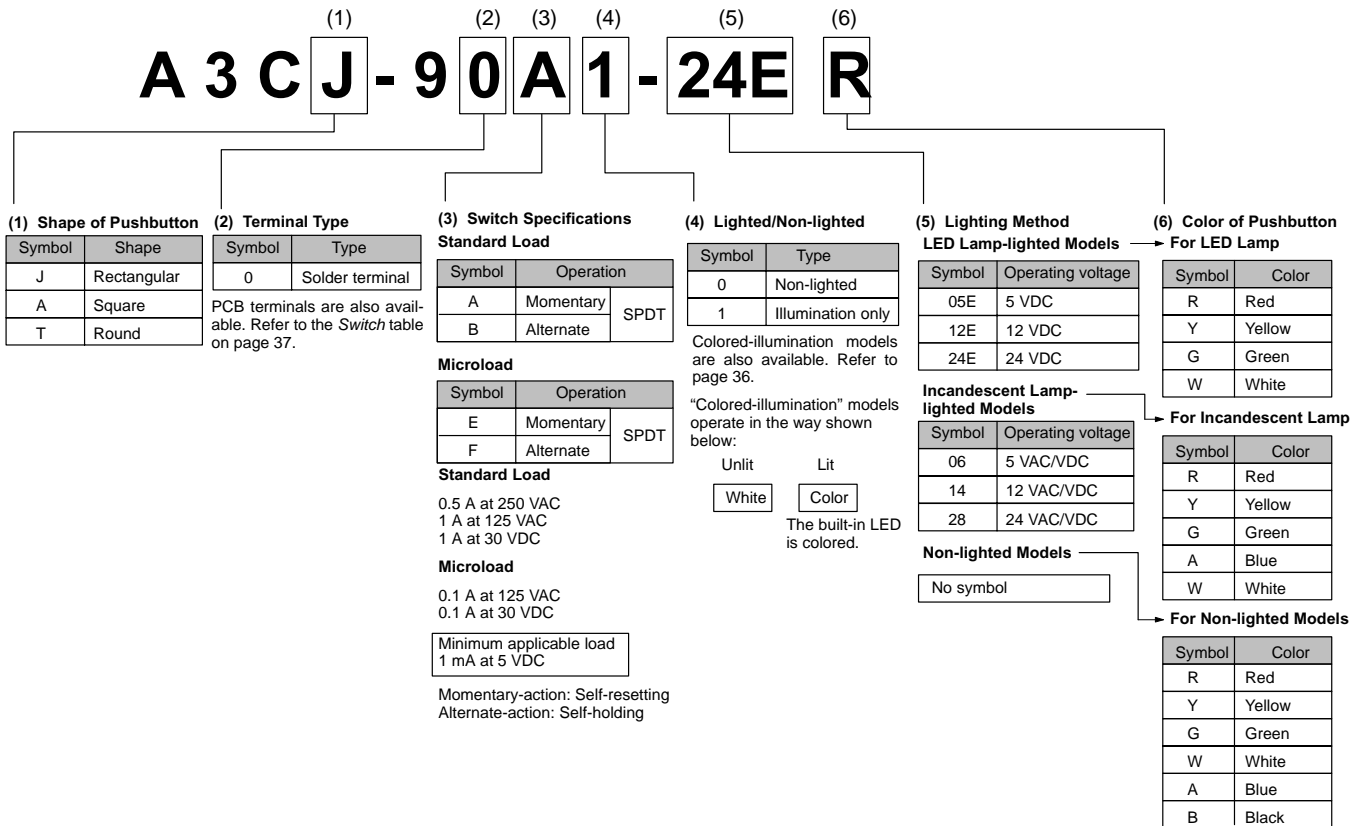 (1) (2) (3) (4) (5) (6)
A 3 C J - 9 0 A 1 - 24E R
(1) Shape of Pushbutton
Symbol Shape
J Rectangular
A Square
T Round
(2) Terminal Type
Symbol Type
0 Solder terminal
PCB terminals are also avail-
able. Refer to the Switch table
on page 37.
(3) Switch Specifications
Standard Load
Symbol Operation
A Momentary SPDT
B Alternate
Microload
Symbol Operation
E Momentary SPDT
F Alternate
Standard Load
0.5 A at 250 VAC
1 A at 125 VAC
1 A at 30 VDC
Microload
0.1 A at 125 VAC
0.1 A at 30 VDC
Minimum applicable load
1 mA at 5 VDC
Momentary-action: Self-resetting
Alternate-action: Self-holding
(4) Lighted/Non-lighted
Symbol Type
0 Non-lighted
1 Illumination only
Colored-illumination models
are also available. Refer to
page 36.
“Colored-illumination” models
operate in the way shown
below:
Unlit Lit
White Color
The built-in LED
is colored.
(5) Lighting Method
LED Lamp-lighted Models
Symbol Operating voltage
05E 5 VDC
12E 12 VDC
24E 24 VDC
Incandescent Lamp-
lighted Models
Symbol Operating voltage
06 5 VAC/VDC
14 12 VAC/VDC
28 24 VAC/VDC
Non-lighted Models
No symbol
(6) Color of Pushbutton
For LED Lamp
Symbol Color
R Red
Y Yellow
G Green
W White
For Incandescent Lamp
Symbol Color
R Red
Y Yellow
G Green
A Blue
W White
For Non-lighted Models
Symbol Color
R Red
Y Yellow
G Green
W White
A Blue
B Black